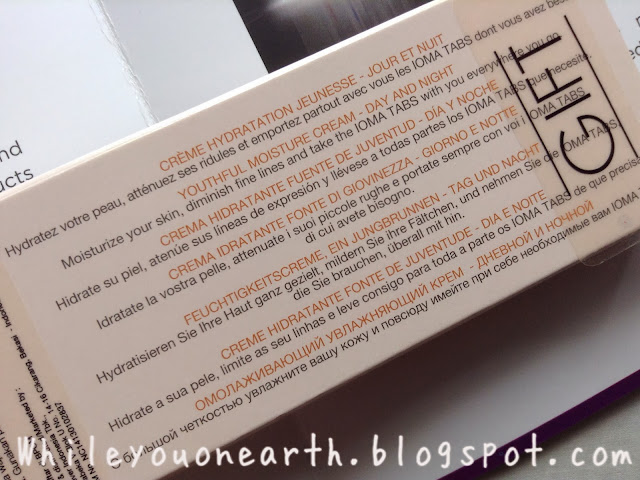 nd
cts
CREME HYDRATATION JEUNESSE - JOUR ET NUIT
Hydratez votre peau, atténuez ses ridules et emportez partout avec vous les IOMA TABS dont vous avez bes
YOUTHFUL MOISTURE CREAM - DAY AND NIGHT
Moisturize your skin, diminish fine lines and take the IOMA TABS with you everywhere you go.
CREMA HIDRATANTE FUENTE DE JUVENTUD - DÍA Y NOCHE
Hidrate su piel, atenúe sus líneas de expresión y llévese a todas partes los IOMA TABS que necesite.
CREMA IDRATANTE FONTE DI GIOVINEZZA - GIORNO E NOTTE
Idratate la vostra pelle, attenuate i suoi piccole rughe e portate sempre con voi i IOMA TABS
di cui avete bisogno.
FEUCHTIGKEITSCREME, EIN JUNGBRUNNEN - TAG UND NACHT
Hydratisieren Sie Ihre Haut ganz gezielt, mildern Sie ihre Fältchen, und nehmen Sie die IOMA TABS,
die Sie brauchen, überall mit hin.
CREME HIDRATANTE FONTE DE JUVENTUDE - DIA E NOITE
Hidrate a sua pele, limite as seu linhas e leve consigo para toda a parte os IOMA TABS de que precis
ОМОЛАЖИВАЮЩИЙ УВЛАЖНЯЮЩИЙ КРЕМ - ДНЕВНОЙ И НОЧНОЙ
С большой четкостью увлажните вашу кожу и повсюду имейте при себе необходимые вам IOMA
GIFT
Whileyouonearth.blogspot.com